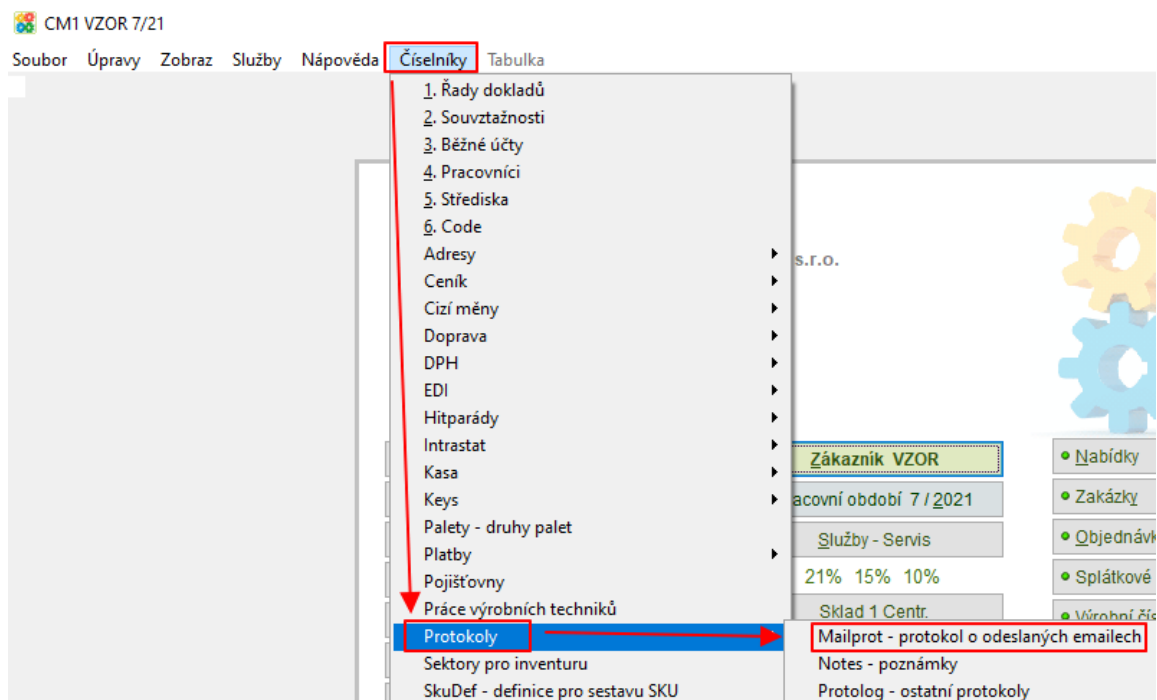 CM1 VZOR 7/21
Soubor Úpravy Zobraz Služby Nápověda Číselníky Tabulka
1. Řady dokladů
2. Souvztažnosti
3. Běžné účty
4. Pracovníci
5. Střediska
6. Code
Adresy
Ceník
Cizí měny
Doprava
DPH
EDI
Hitparády
Intrastat
Kasa
Keys
Palety - druhy palet
Platby
Pojišťovny
Práce výrobních techniků
Protokoly
Sektory pro inventuru
SkuDef - definice pro sestavu SKU
Mailprot - protokol o odeslaných emailech
Notes - poznámky
Protolog - ostatní protokoly
s.r.o.
Zákazník VZOR
acovní období 7 / 2021
Služby - Servis
21% 15% 10%
Sklad 1 Centr.
Nabídky
Zakázky
Objednávk
Splátkové
Výrobní čís